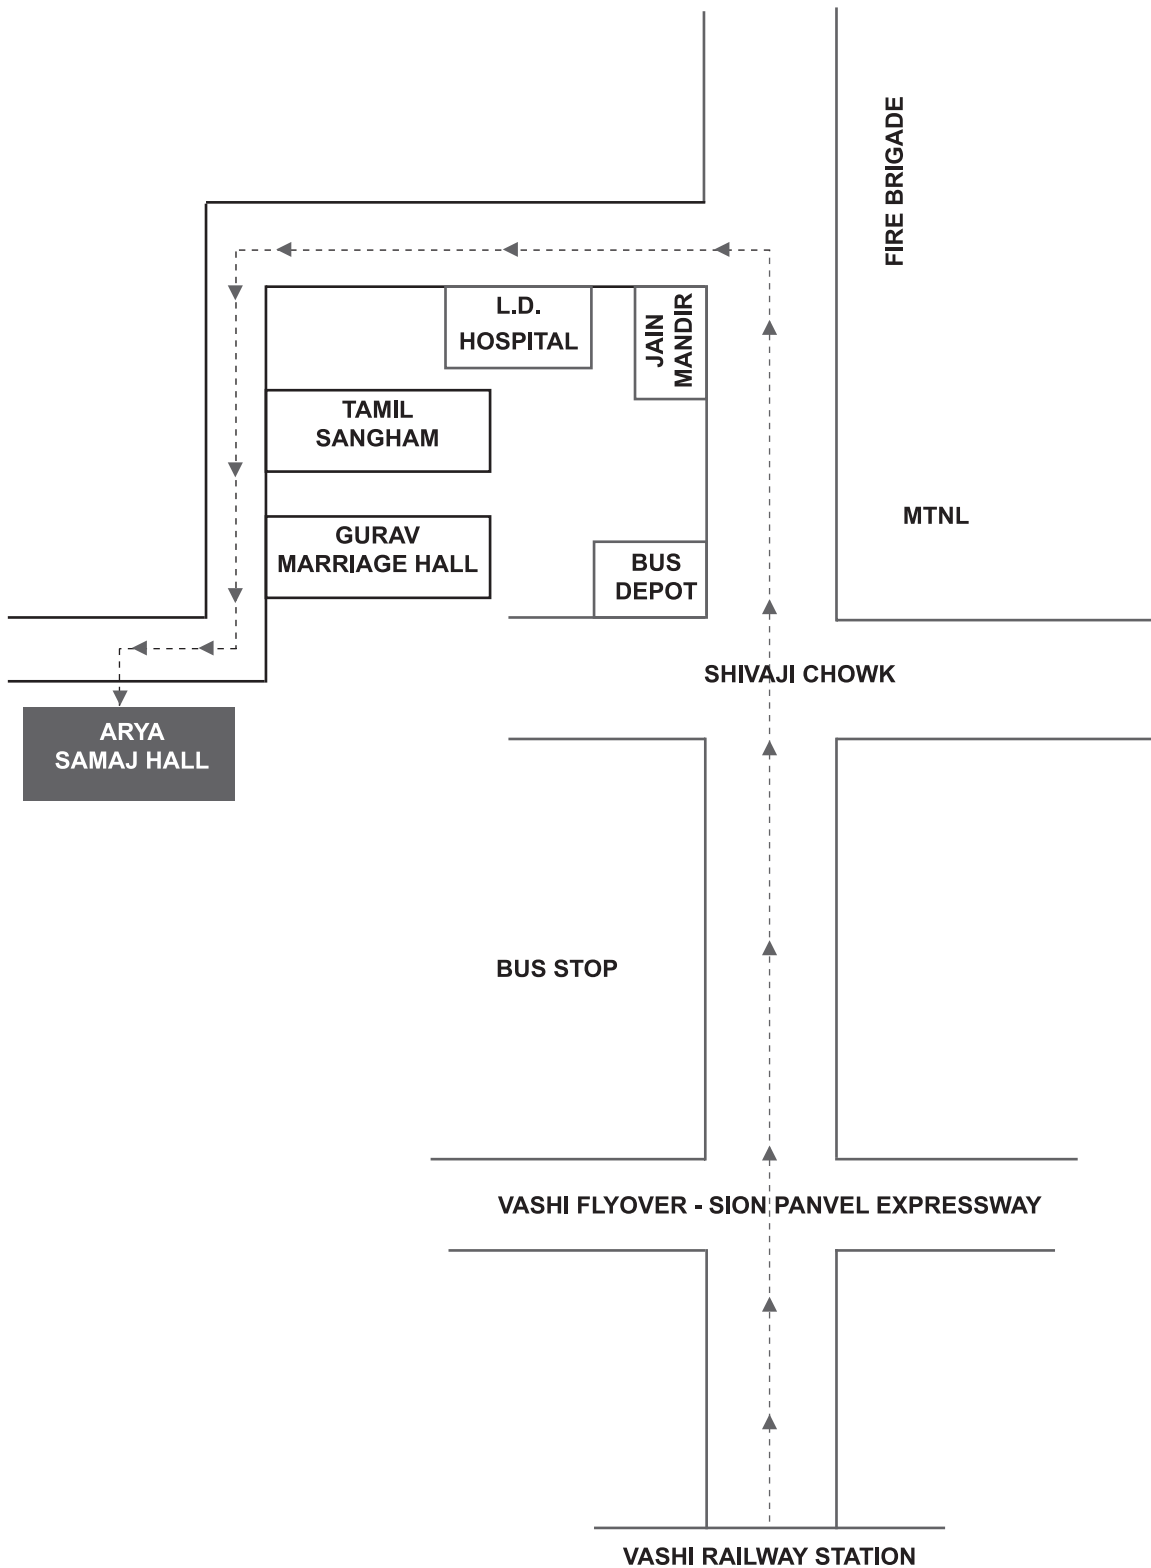 FIRE BRIGADE
L.D.
HOSPITAL
JAIN
MANDIR
TAMIL
SANGHAM
MTNL
GURAV
MARRIAGE HALL
BUS
DEPOT
SHIVAJI CHOWK
ARYA
SAMAJ HALL
BUS STOP
VASHI FLYOVER - SION PANVEL EXPRESSWAY
VASHI RAILWAY STATION